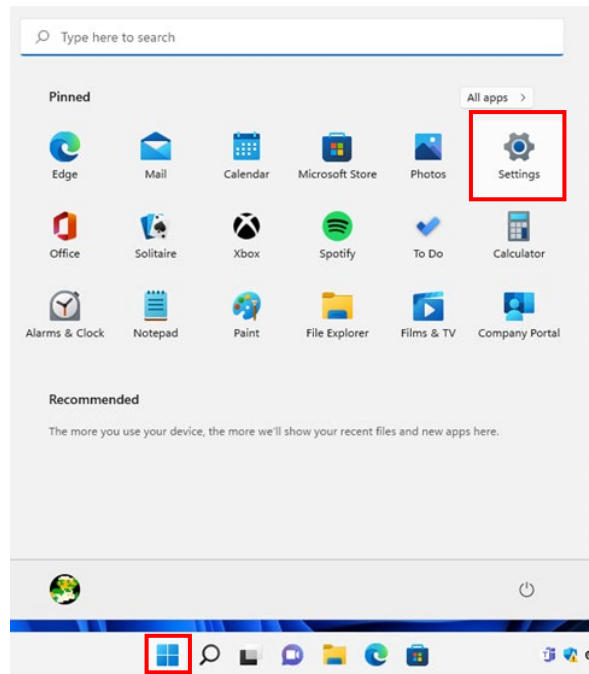 Type here to search
Pinned
All apps >
Edge
Mail
Calendar
Microsoft Store
Photos
Settings
Office
Solitaire
Xbox
Spotify
To Do
Calculator
Alarms & Clock
Notepad
Paint
File Explorer
Films & TV
Company Portal
Recommended
The more you use your device, the more we'll show your recent files and new apps here.